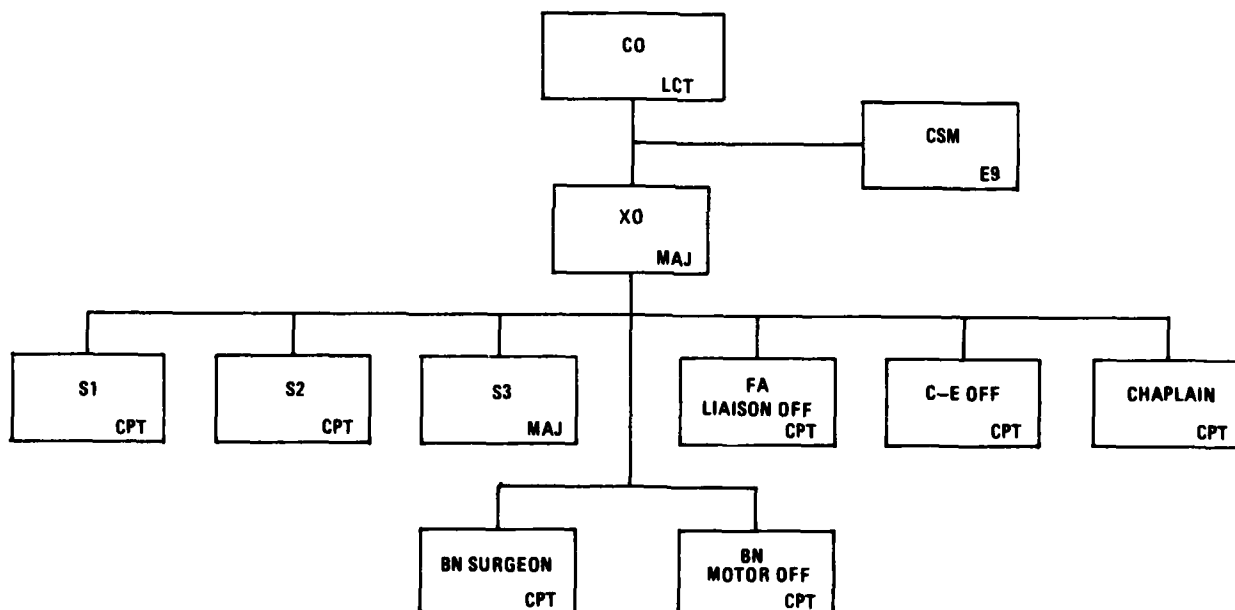 CO
LCT
CSM
E9
XO
MAJ
S1
CPT
S2
CPT
S3
MAJ
FA
LIAISON OFF
CPT
C-E OFF
CPT
CHAPLAIN
CPT
BN SURGEON
CPT
BN
MOTOR OFF
CPT